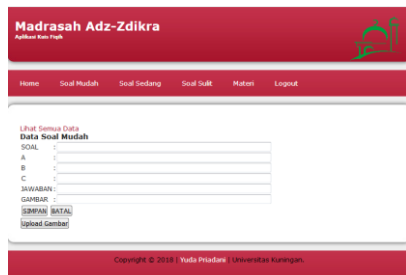 Madrasah Adz-Zdikra
Aplikasi Kuis Fiqih
Home Soal Mudah Soal Sedang Soal Sulit Materi Logout
Lihat Semua Data
Data Soal Mudah
SOAL :
A :
B :
C :
JAWABAN :
GAMBAR :
SIMPAN BATAL
Upload Gambar
Copyright © 2018 | Yuda Priadani | Universitas Kuningan.